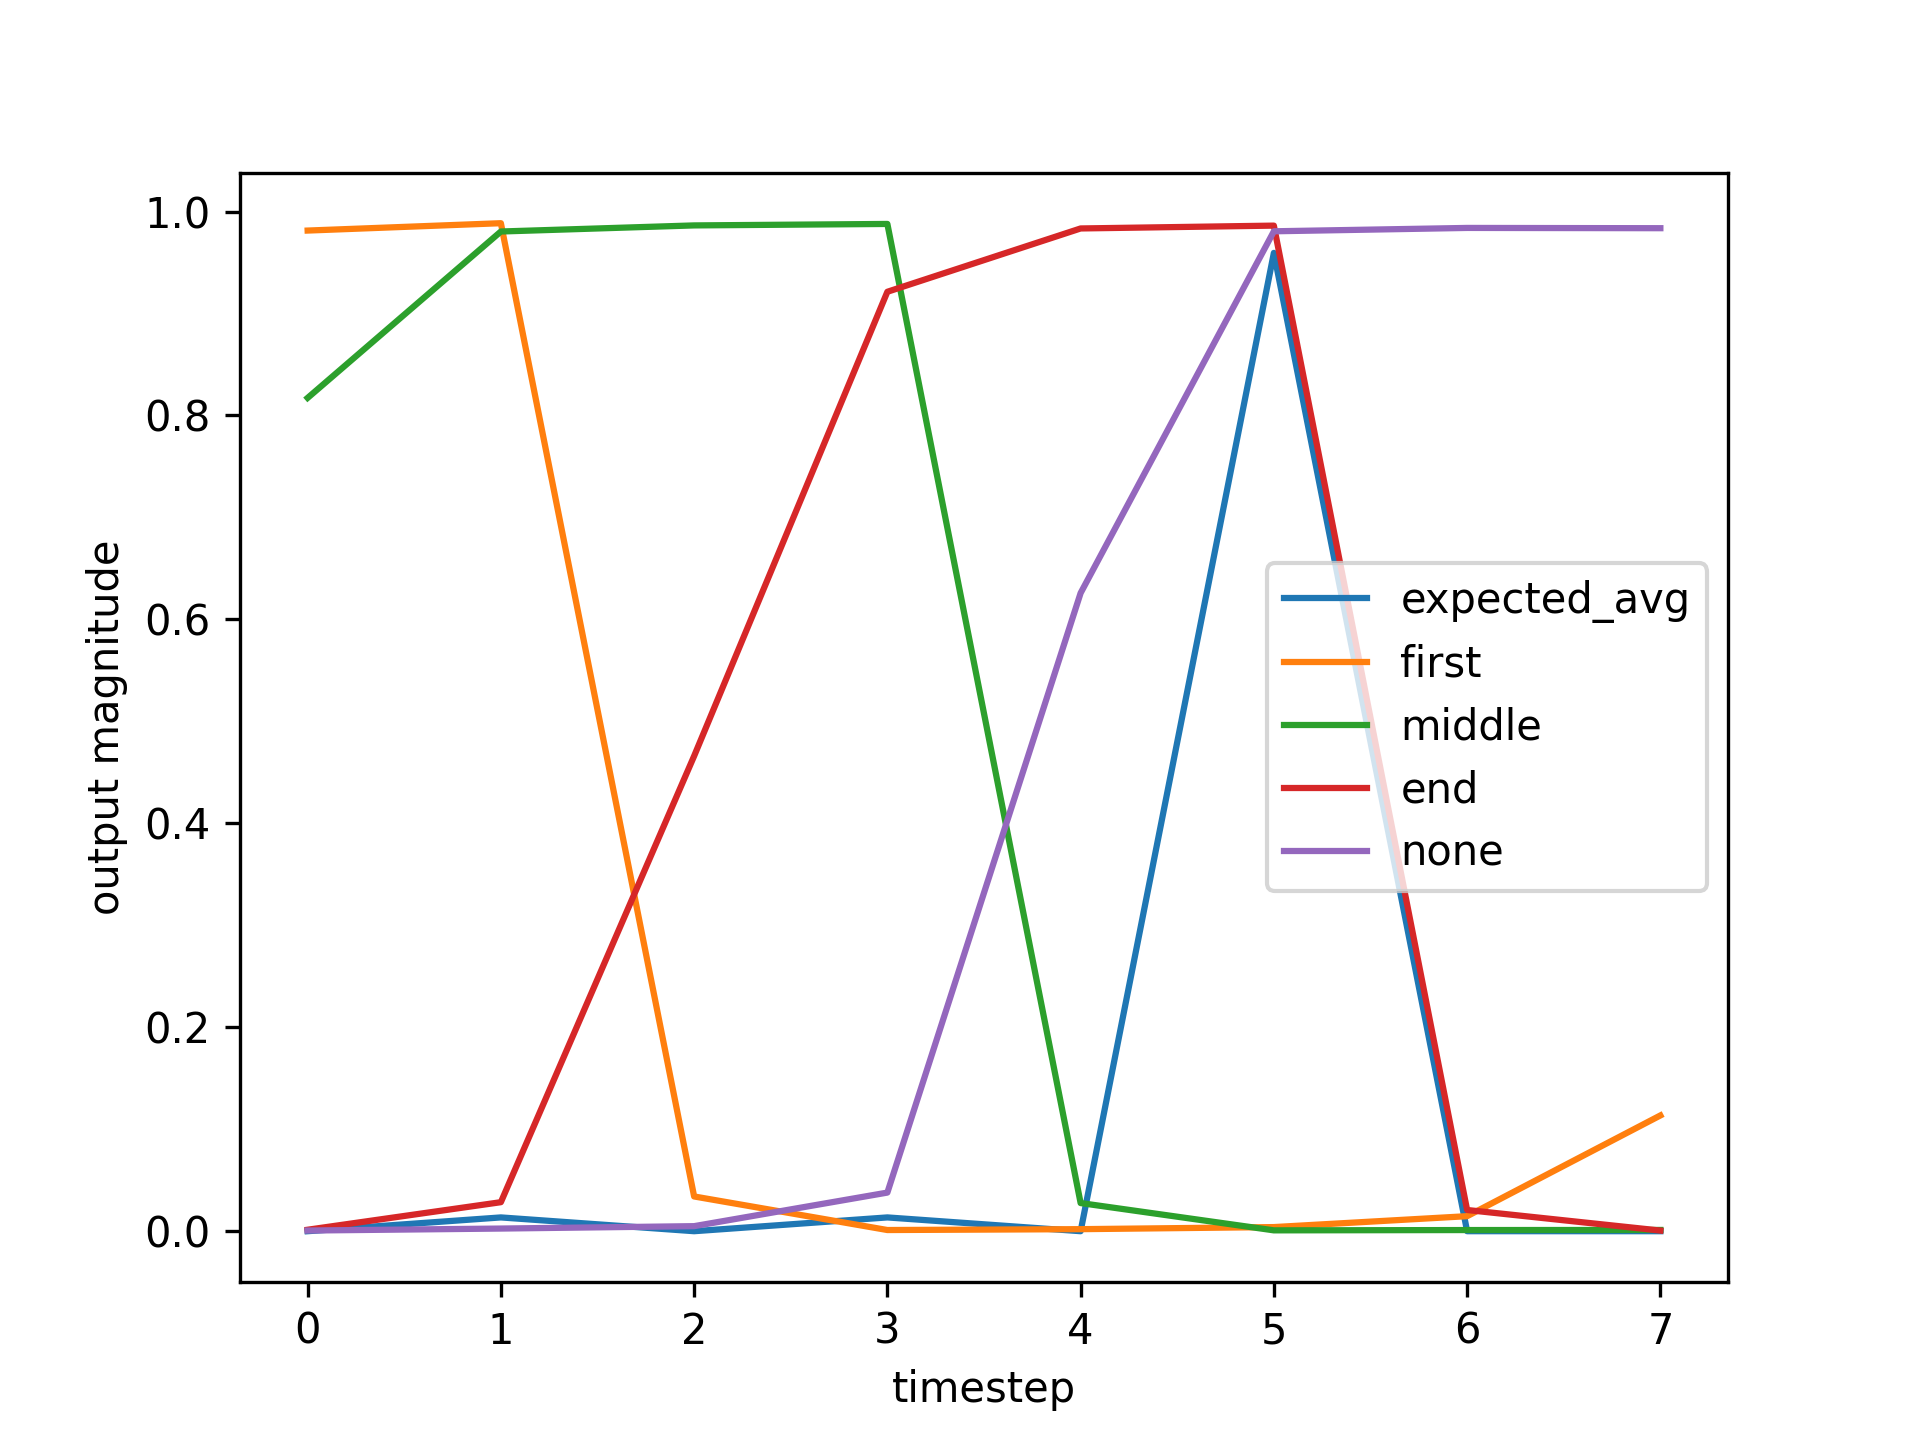 1.0
0.8
0.6
0.4
0.2
0.0
output magnitude
expected_avg
first
middle
end
none
0 1 2 3 4 5 6 7
timestep